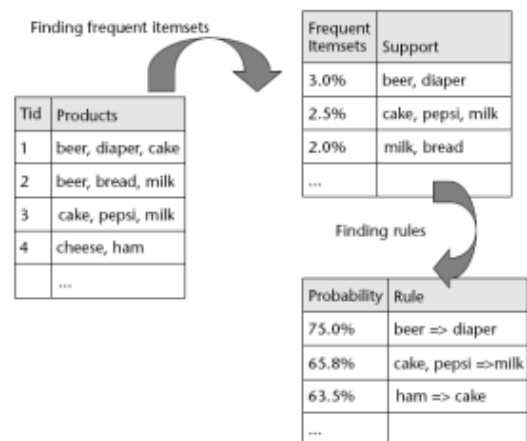 Finding frequent itemsets
Tid Products
1 beer, diaper, cake
2 beer, bread, milk
3 cake, pepsi, milk
4 cheese, ham
...
Frequent
Itemsets Support
3.0% beer, diaper
2.5% cake, pepsi, milk
2.0% milk, bread
...
Finding rules
Probability Rule
75.0% beer => diaper
65.8% cake, pepsi =>milk
63.5% ham => cake
...